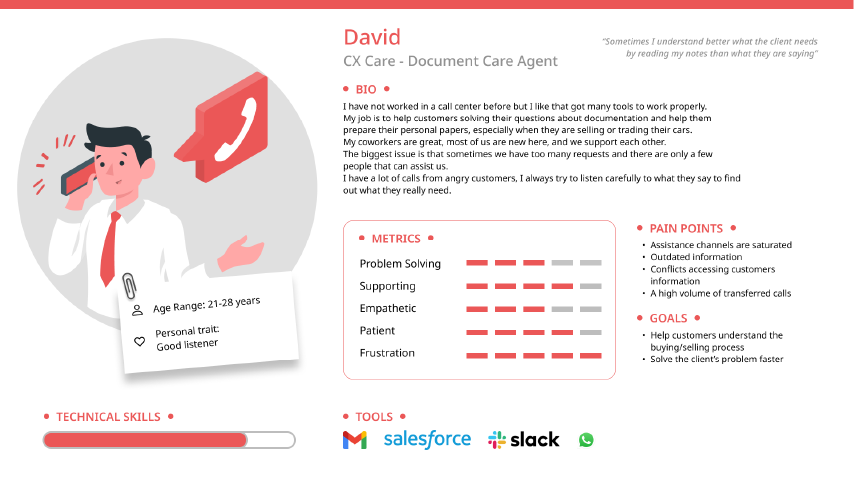 David
CX Care - Document Care Agent
"Sometimes I understand better what the client needs
by reading my notes than what they are saying"
BIO
I have not worked in a call center before but I like that got many tools to work properly.
My job is to help customers solving their questions about documentation and help them
prepare their personal papers, especially when they are selling or trading their cars.
My coworkers are great, most of us are new here, and we support each other.
The biggest issue is that sometimes we have too many requests and there are only a few
people that can assist us.
I have a lot of calls from angry customers, I always try to listen carefully to what they say to find
out what they really need.
Age Range: 21-28 years
Personal trait:
Good listener
METRICS
Problem Solving
Supporting
Empathetic
Patient
Frustration
PAIN POINTS
• Assistance channels are saturated
• Outdated information
• Conflicts accessing customers
information
• A high volume of transferred calls
GOALS
• Help customers understand the
buying/selling process
• Solve the client's problem faster
TECHNICAL SKILLS
TOOLS
salesforce
slack